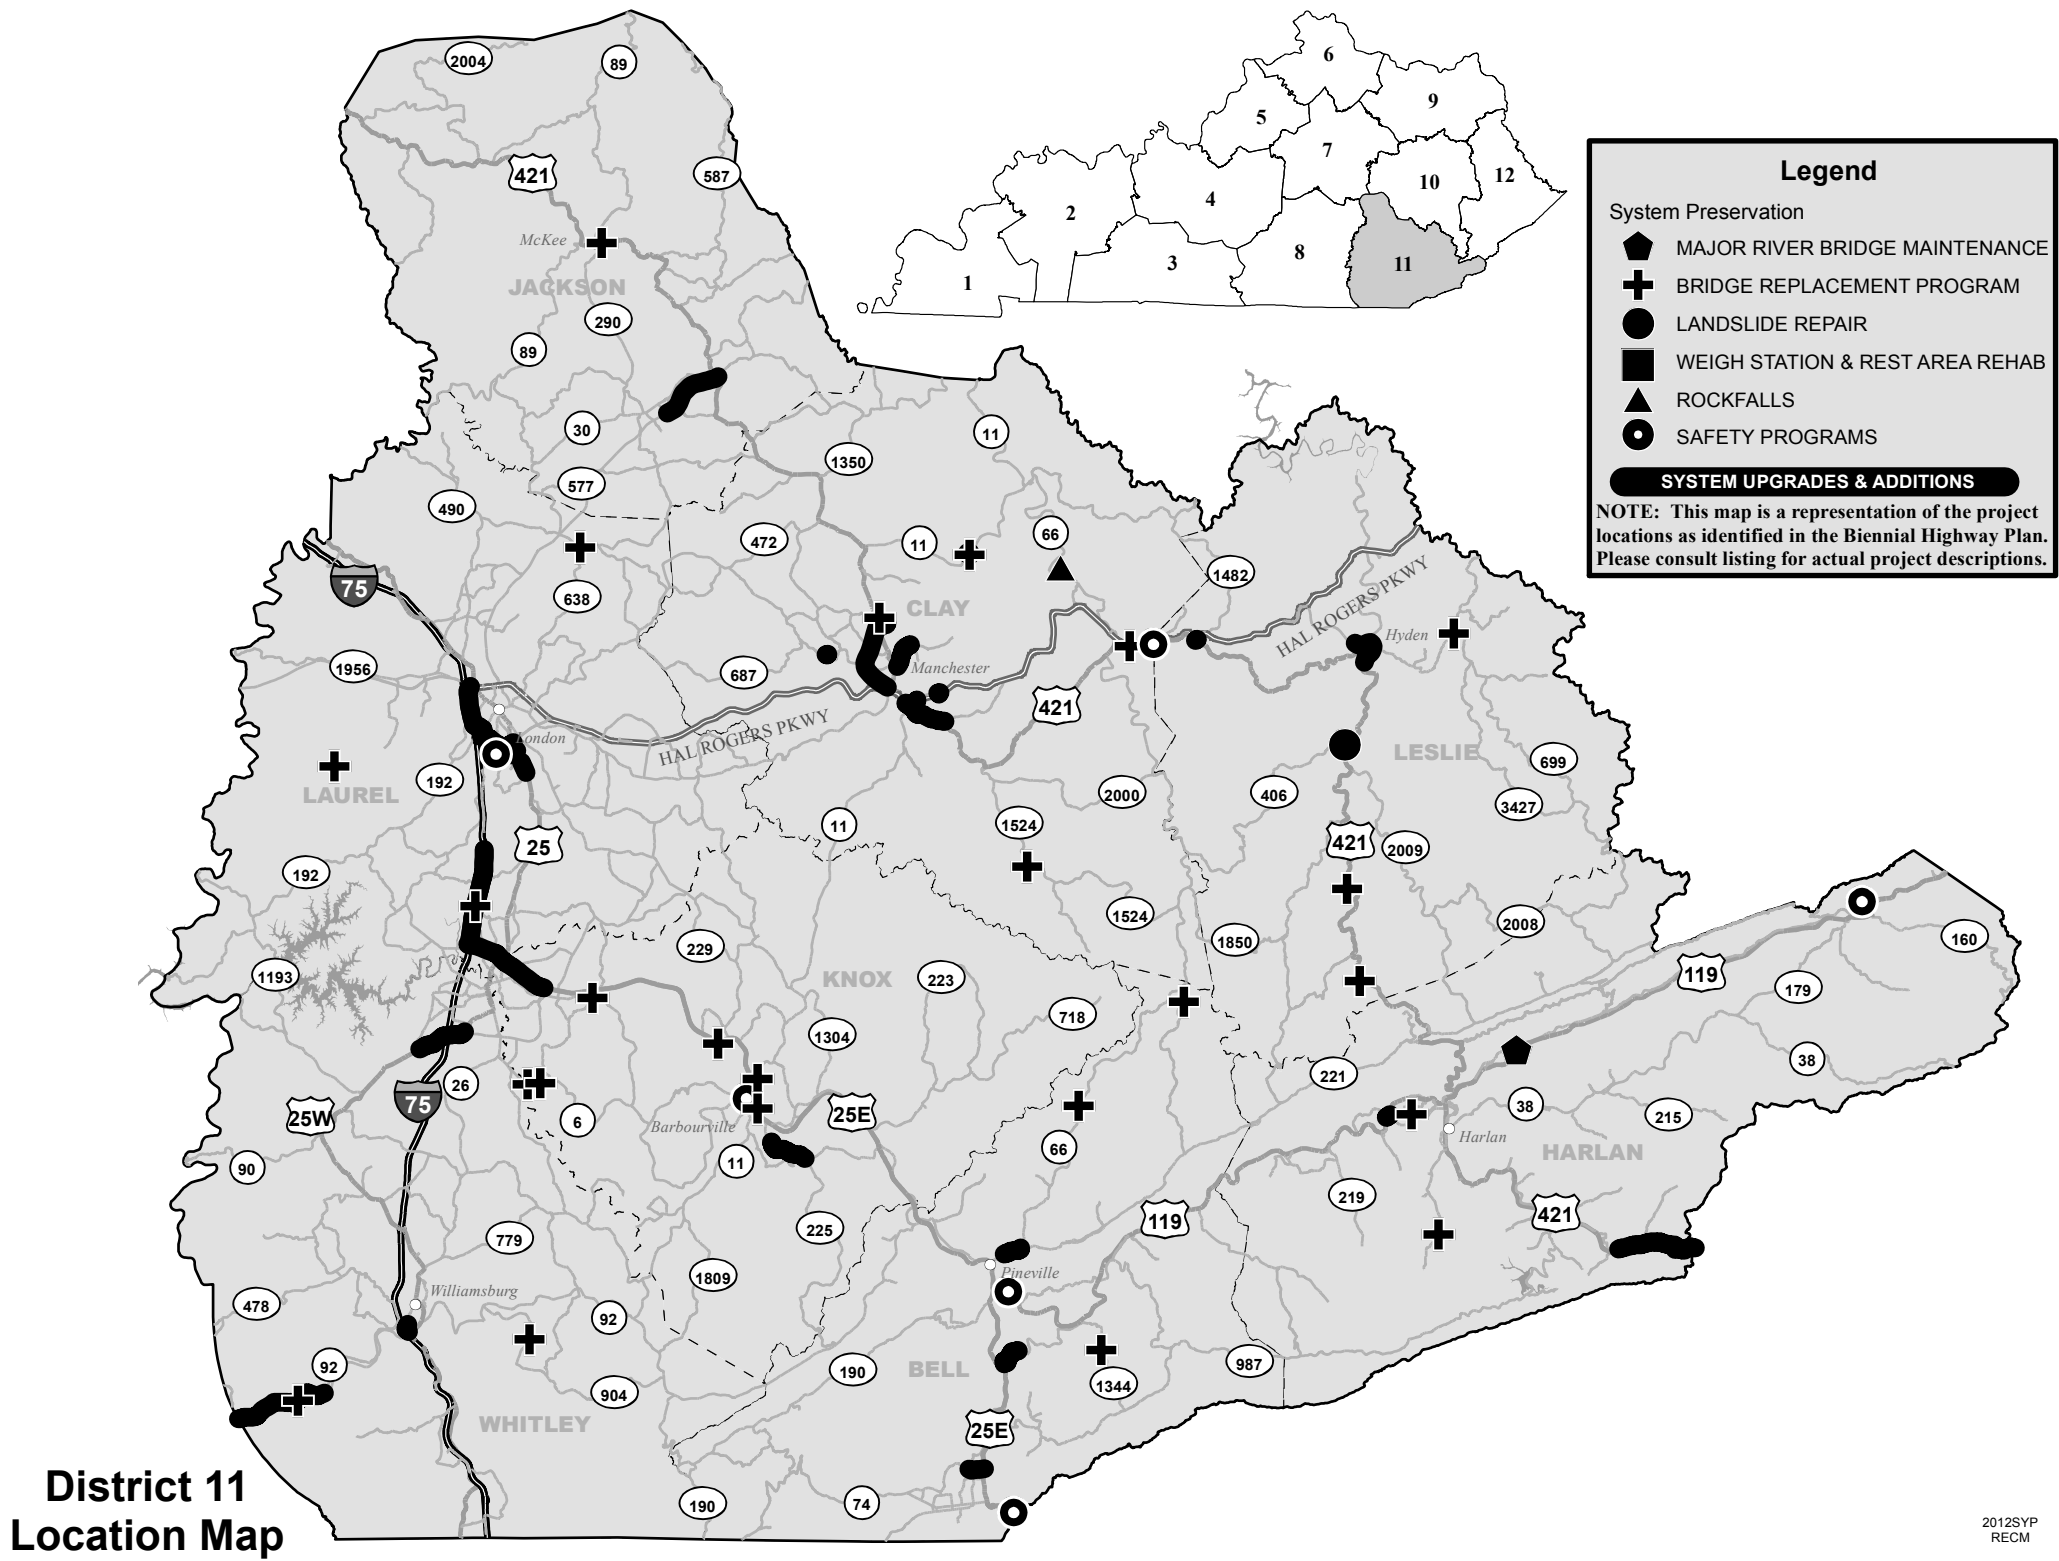 2004
89
421
587
McKee
JACKSON
290
89
30
577
490
638
1350
11
472
11
66
1482
CLAY
HAL ROGERS PKWY
Hyden
75
1956
687
Manchester
421
London
HAL ROGERS PKWY
LAUREL
192
25
192
LESLIE
699
406
3427
2000
1524
11
421
2009
1524
2008
1850
229
KNOX
223
1193
718
1304
160
119
179
38
221
26
75
25W
6
Barbourville
25E
11
66
38
215
Harlan
HARLAN
90
219
119
421
779
225
Pineville
1809
478
Williamsburg
92
92
904
190
BELL
1344
987
WHITLEY
25E
190
74
6
9
5
7
12
10
4
2
8
3
11
1
Legend
System Preservation
MAJOR RIVER BRIDGE MAINTENANCE
BRIDGE REPLACEMENT PROGRAM
LANDSLIDE REPAIR
WEIGH STATION & REST AREA REHAB
ROCKFALLS
SAFETY PROGRAMS
SYSTEM UPGRADES & ADDITIONS
NOTE: This map is a representation of the project
locations as identified in the Biennial Highway Plan.
Please consult listing for actual project descriptions.
District 11
Location Map
2012SYP
RECM